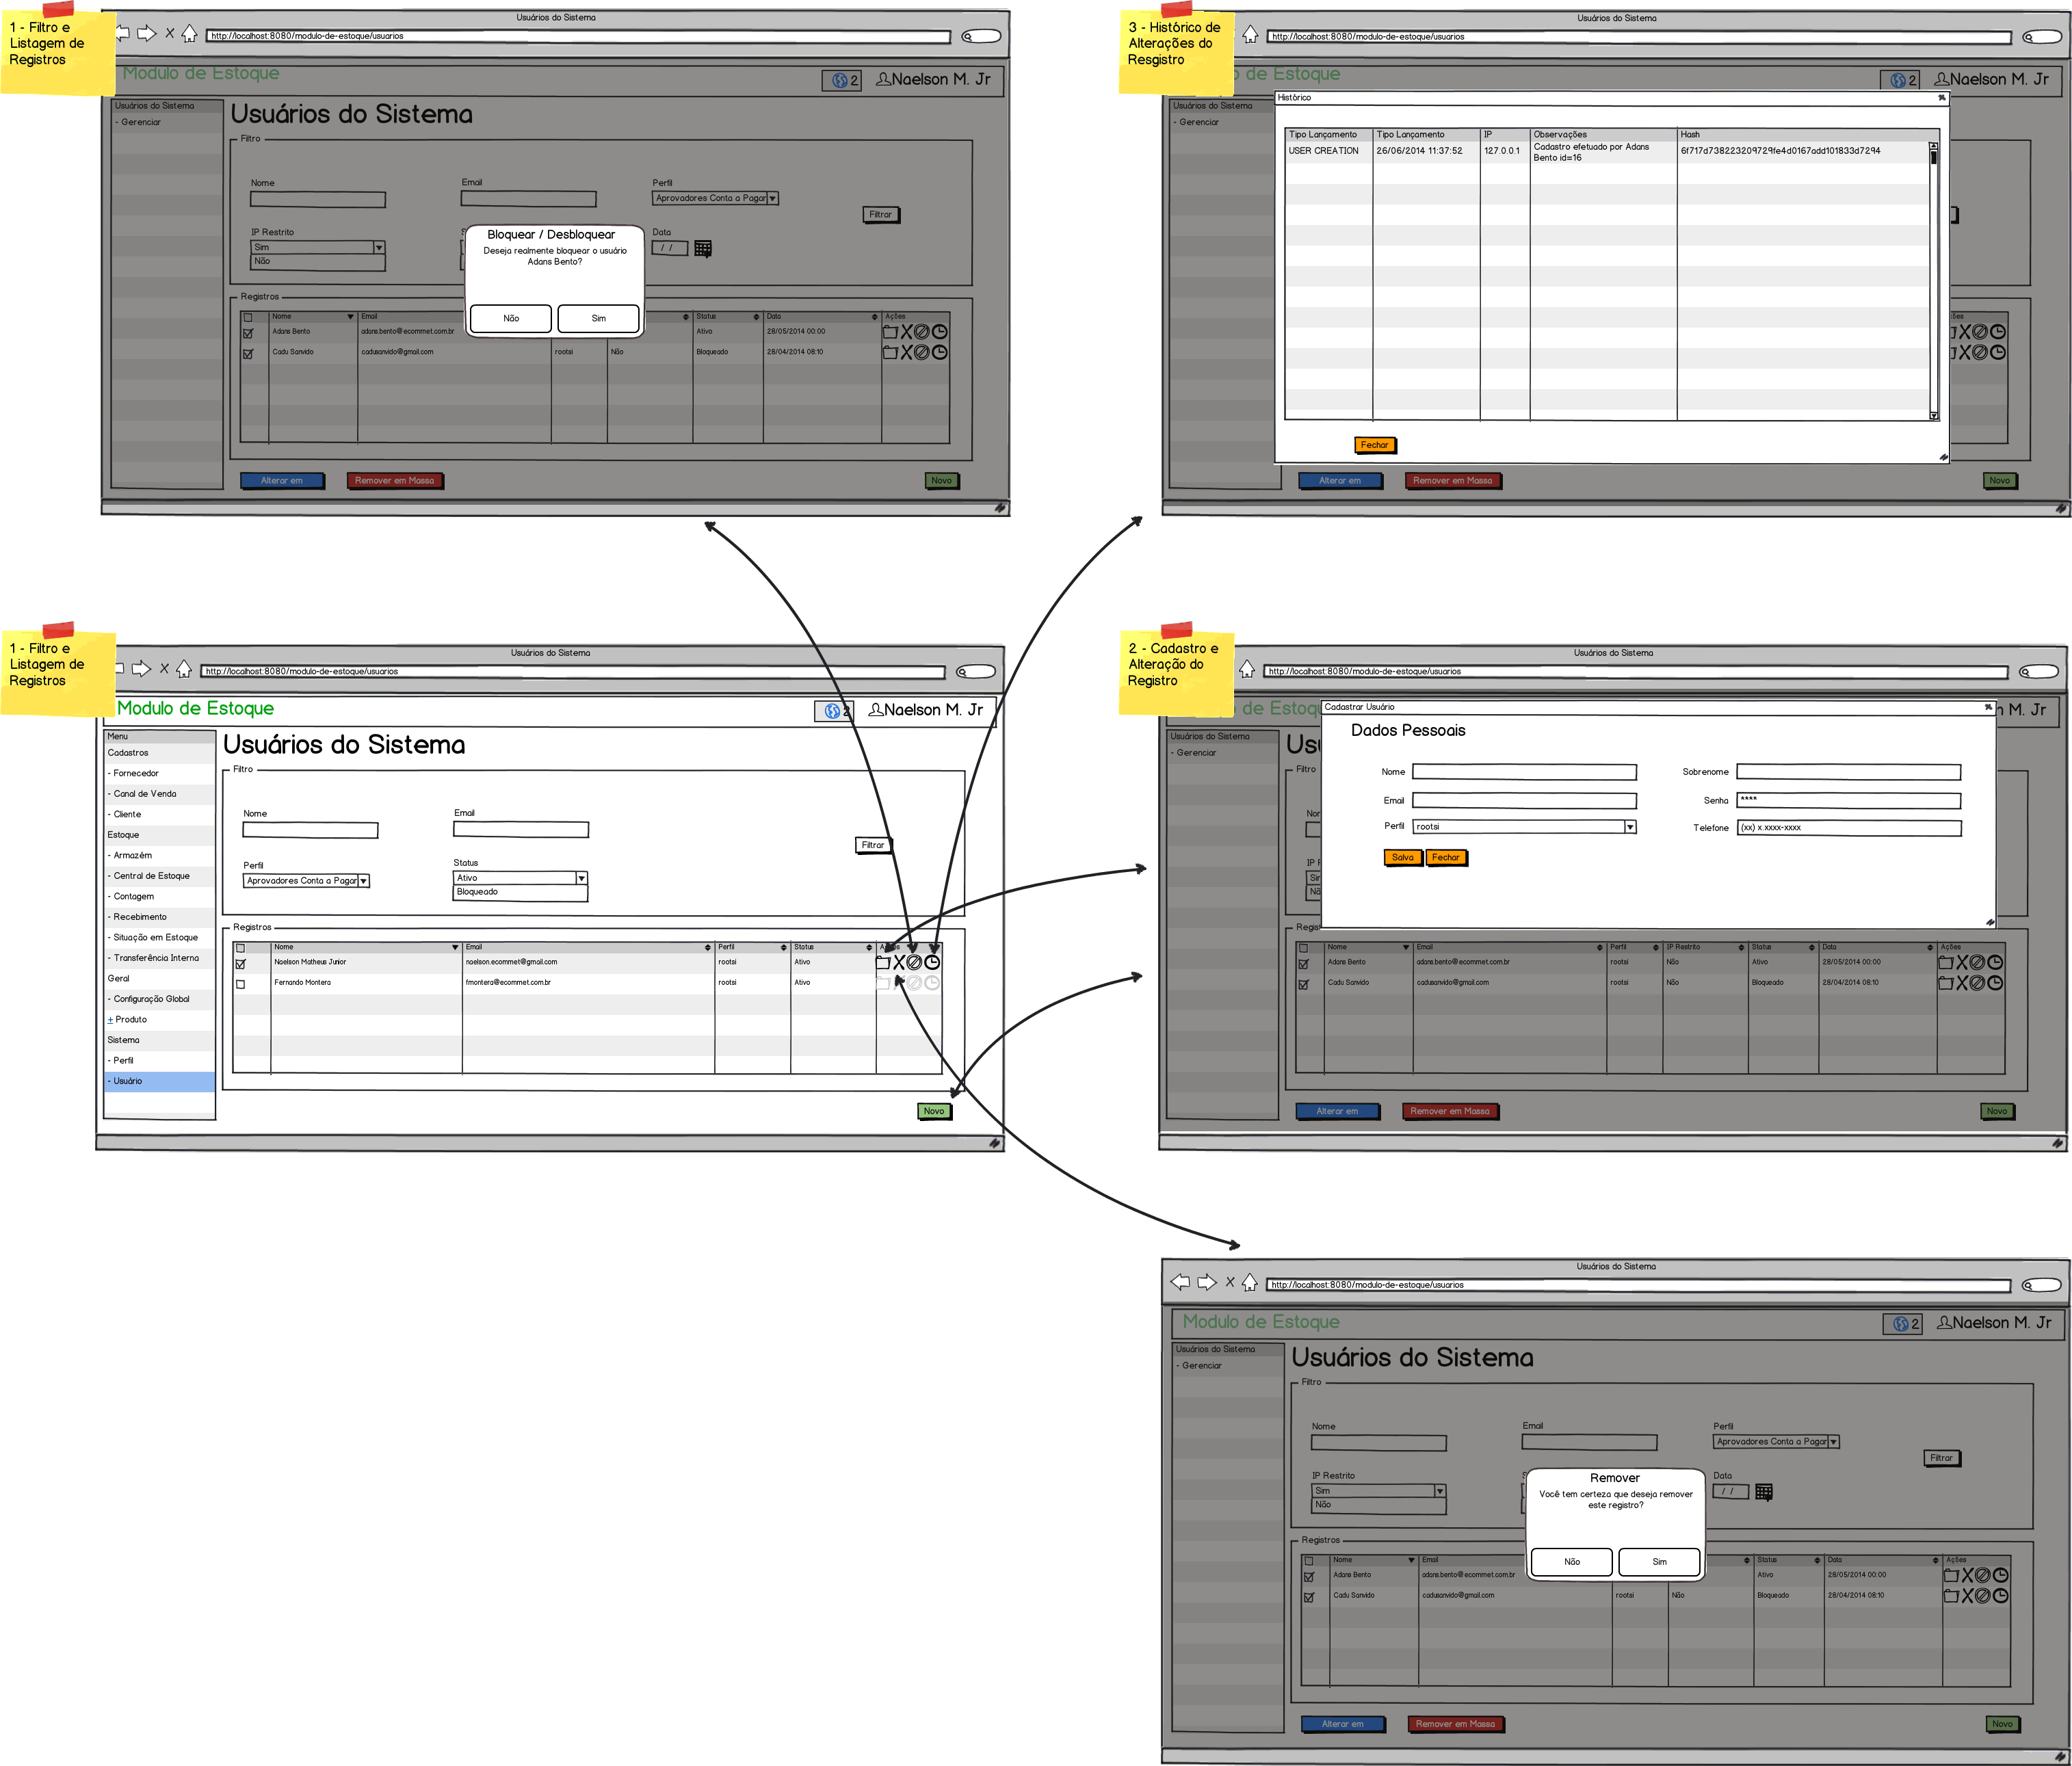 1 - Filtro e
Listagem de
Registros
Usuários do Sistema
http://localhost:8080/modulo-de-estoque/usuarios
Modulo de Estoque
2
Naelson M. Jr
Usuários do Sistema
- Gerenciar
Usuários do Sistema
Filtro
Nome
Email
Perfil
Aprovadores Conta a Pagar
Filtrar
IP Restrito
Data
Sim
/ /
Não
Bloquear / Desbloquear
Deseja realmente bloquear o usuário
Adans Bento?
Não
Sim
Registros
Nome Email Status Data Ações
Adans Bento adans.bento@ecommet.com.br Ativo 28/05/2014 00:00
Cadu Sanvido cadusanvido@gmail.com rootsi Não Bloqueado 28/04/2014 08:10
Alterar em
Remover em Massa
Novo
3 - Histórico de
Alterações do
Resgistro
Usuários do Sistema
http://localhost:8080/modulo-de-estoque/usuarios
de Estoque
2
Naelson M. Jr
Usuários do Sistema
- Gerenciar
Histórico
Tipo Lançamento Tipo Lançamento IP Observações Hash
USER CREATION 26/06/2014 11:37:52 127.0.0.1 Cadastro efetuado por Adans 6f717d738223209729fe4d0167add101833d7294
Bento id=16
Fechar
Alterar em
Remover em Massa
Novo
1 - Filtro e
Listagem de
Registros
Usuários do Sistema
http://localhost:8080/modulo-de-estoque/usuarios
Modulo de Estoque
2
Naelson M. Jr
Menu
Cadastros
- Fornecedor
- Canal de Venda
- Cliente
Estoque
- Armazém
- Central de Estoque
- Contagem
- Recebimento
- Situação em Estoque
- Transferência Interna
Geral
- Configuração Global
+ Produto
Sistema
- Perfil
- Usuário
Usuários do Sistema
Filtro
Nome
Email
Filtrar
Perfil
Aprovadores Conta a Pagar
Status
Ativo
Bloqueado
Registros
Nome Email Perfil Status Ações
Naelson Matheus Junior naelson.ecommet@gmail.com rootsi Ativo
Fernando Montera fmontera@ecommet.com.br rootsi Ativo
Novo
2 - Cadastro e
Alteração do
Registro
Usuários do Sistema
http://localhost:8080/modulo-de-estoque/usuarios
de Estoqu
M. Jr
Usuários do Sistema
- Gerenciar
Us
Filtro
Nor
IP F
Sir
Nã
Cadastrar Usuário
Dados Pessoais
Nome
Sobrenome
Email
Senha ****
Perfil rootsi
Telefone (xx) x.xxxx-xxxx
Salva
Fechar
Regis
Nome Email Perfil IP Restrito Status Data Ações
Adans Bento adans.bento@ecommet.com.br rootsi Não Ativo 28/05/2014 00:00
Cadu Sanvido cadusanvido@gmail.com rootsi Não Bloqueado 28/04/2014 08:10
Alterar em
Remover em Massa
Novo
Usuários do Sistema
http://localhost:8080/modulo-de-estoque/usuarios
Modulo de Estoque
2
Naelson M. Jr
Usuários do Sistema
- Gerenciar
Usuários do Sistema
Filtro
Nome
Email
Perfil
Aprovadores Conta a Pagar
Filtrar
IP Restrito
Data
Sim
/ /
Não
Remover
Você tem certeza que deseja remover
este registro?
Não
Sim
Registros
Nome Email Status Data Ações
Adans Bento adans.bento@ecommet.com.br Ativo 28/05/2014 00:00
Cadu Sanvido cadusanvido@gmail.com rootsi Não Bloqueado 28/04/2014 08:10
Alterar em
Remover em Massa
Novo